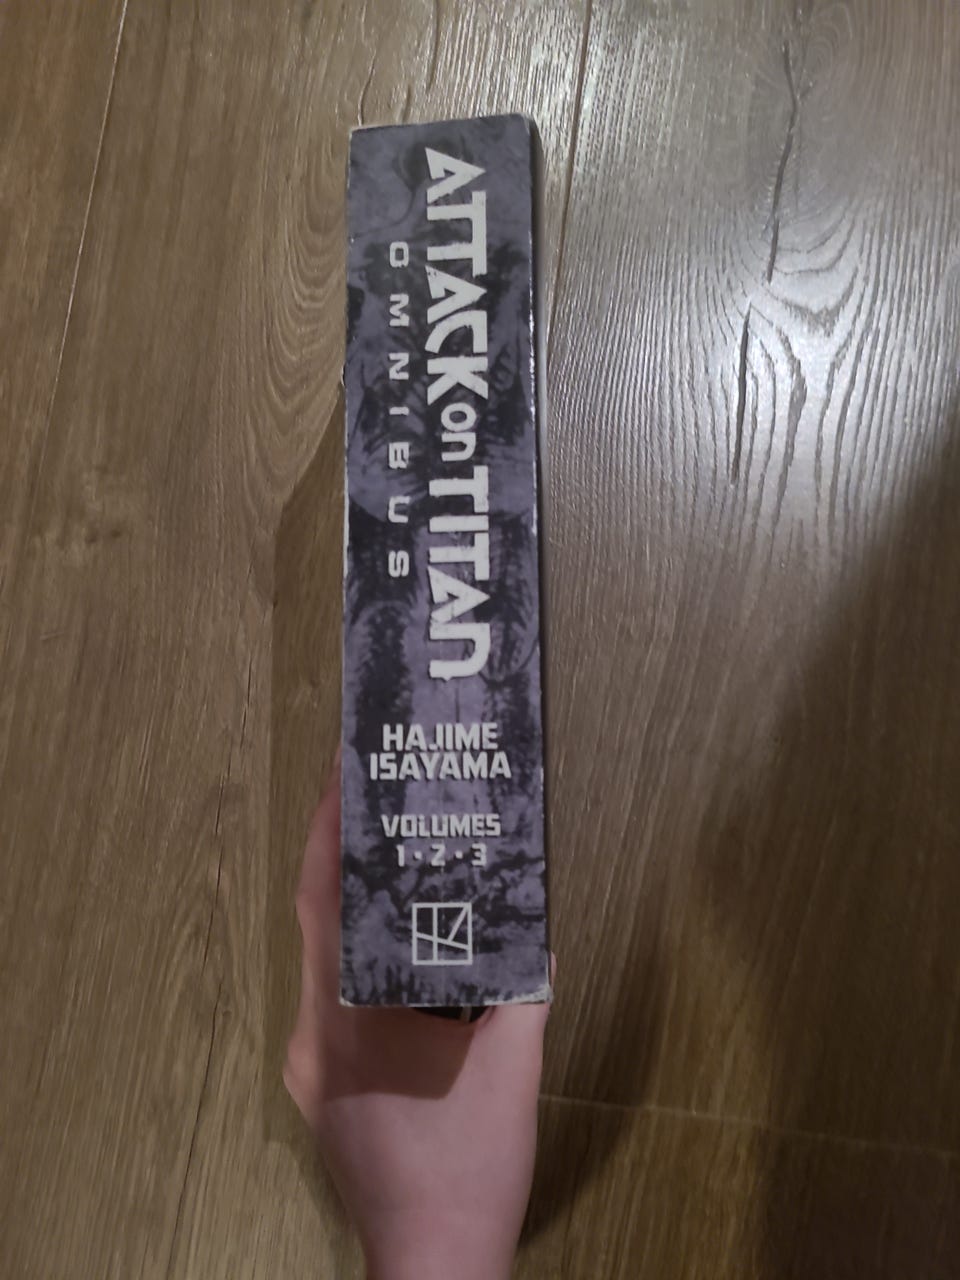 ATTACK on TITAN
OMNIBUS
HAJIME
ISAYAMA
VOLUMES
1・2・3